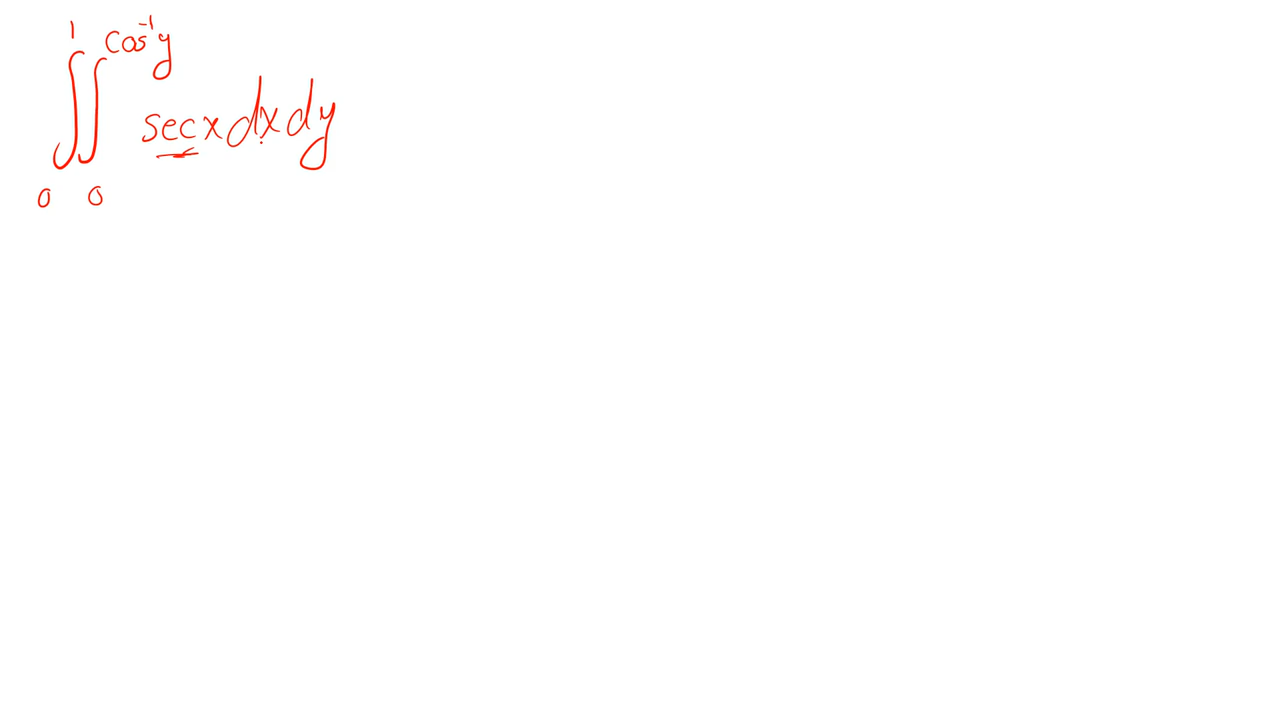 ∫₀¹ ∫₀^{cos⁻¹y} sec x dx dy